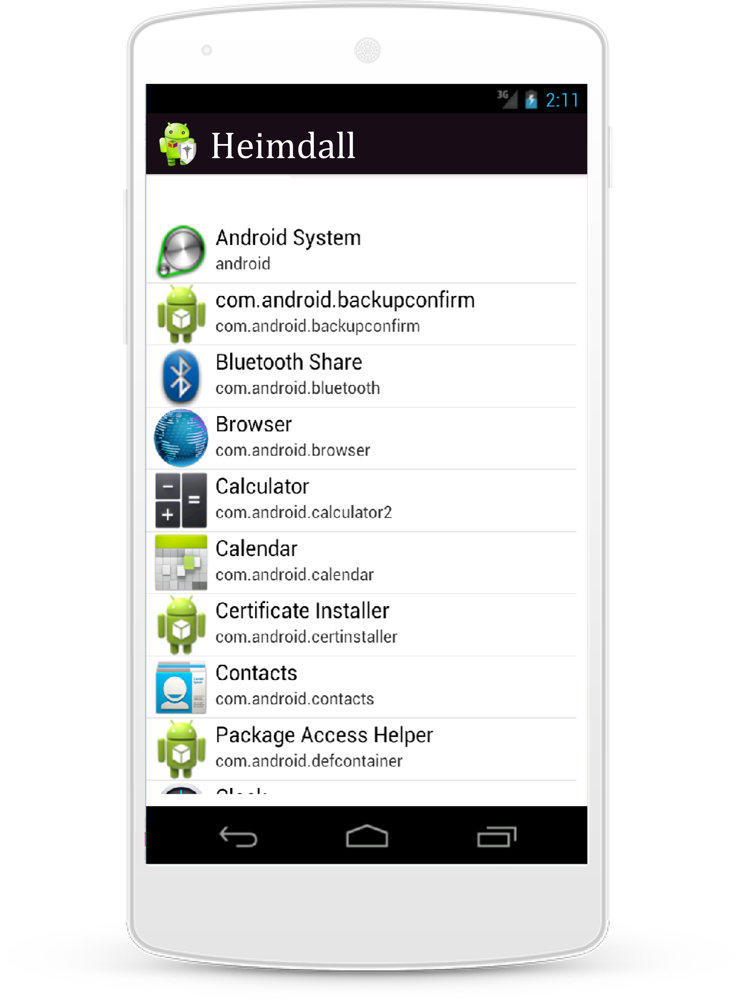 3G 2:11
Heimdall
Android System
android
com.android.backupconfirm
com.android.backupconfirm
Bluetooth Share
com.android.bluetooth
Browser
com.android.browser
Calculator
com.android.calculator2
Calendar
com.android.calendar
Certificate Installer
com.android.certinstaller
Contacts
com.android.contacts
Package Access Helper
com.android.defcontainer
Clock